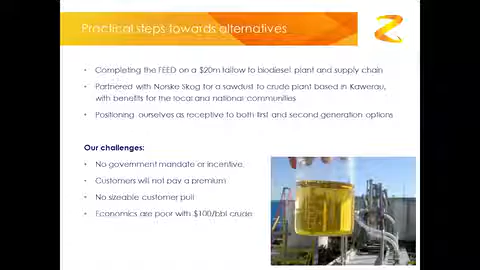 Practical steps towards alternatives
• Completing the FEED on a $20m tallow to biodiesel plant and supply chain
• Partnered with Norske Skog for a sawdust to crude plant based in Kawerau,
with benefits for the local and national communities
• Positioning ourselves as receptive to both first and second generation options
Our challenges:
• No government mandate or incentive.
• Customers will not pay a premium
• No sizeable customer pull
• Economics are poor with $100/bbl crude